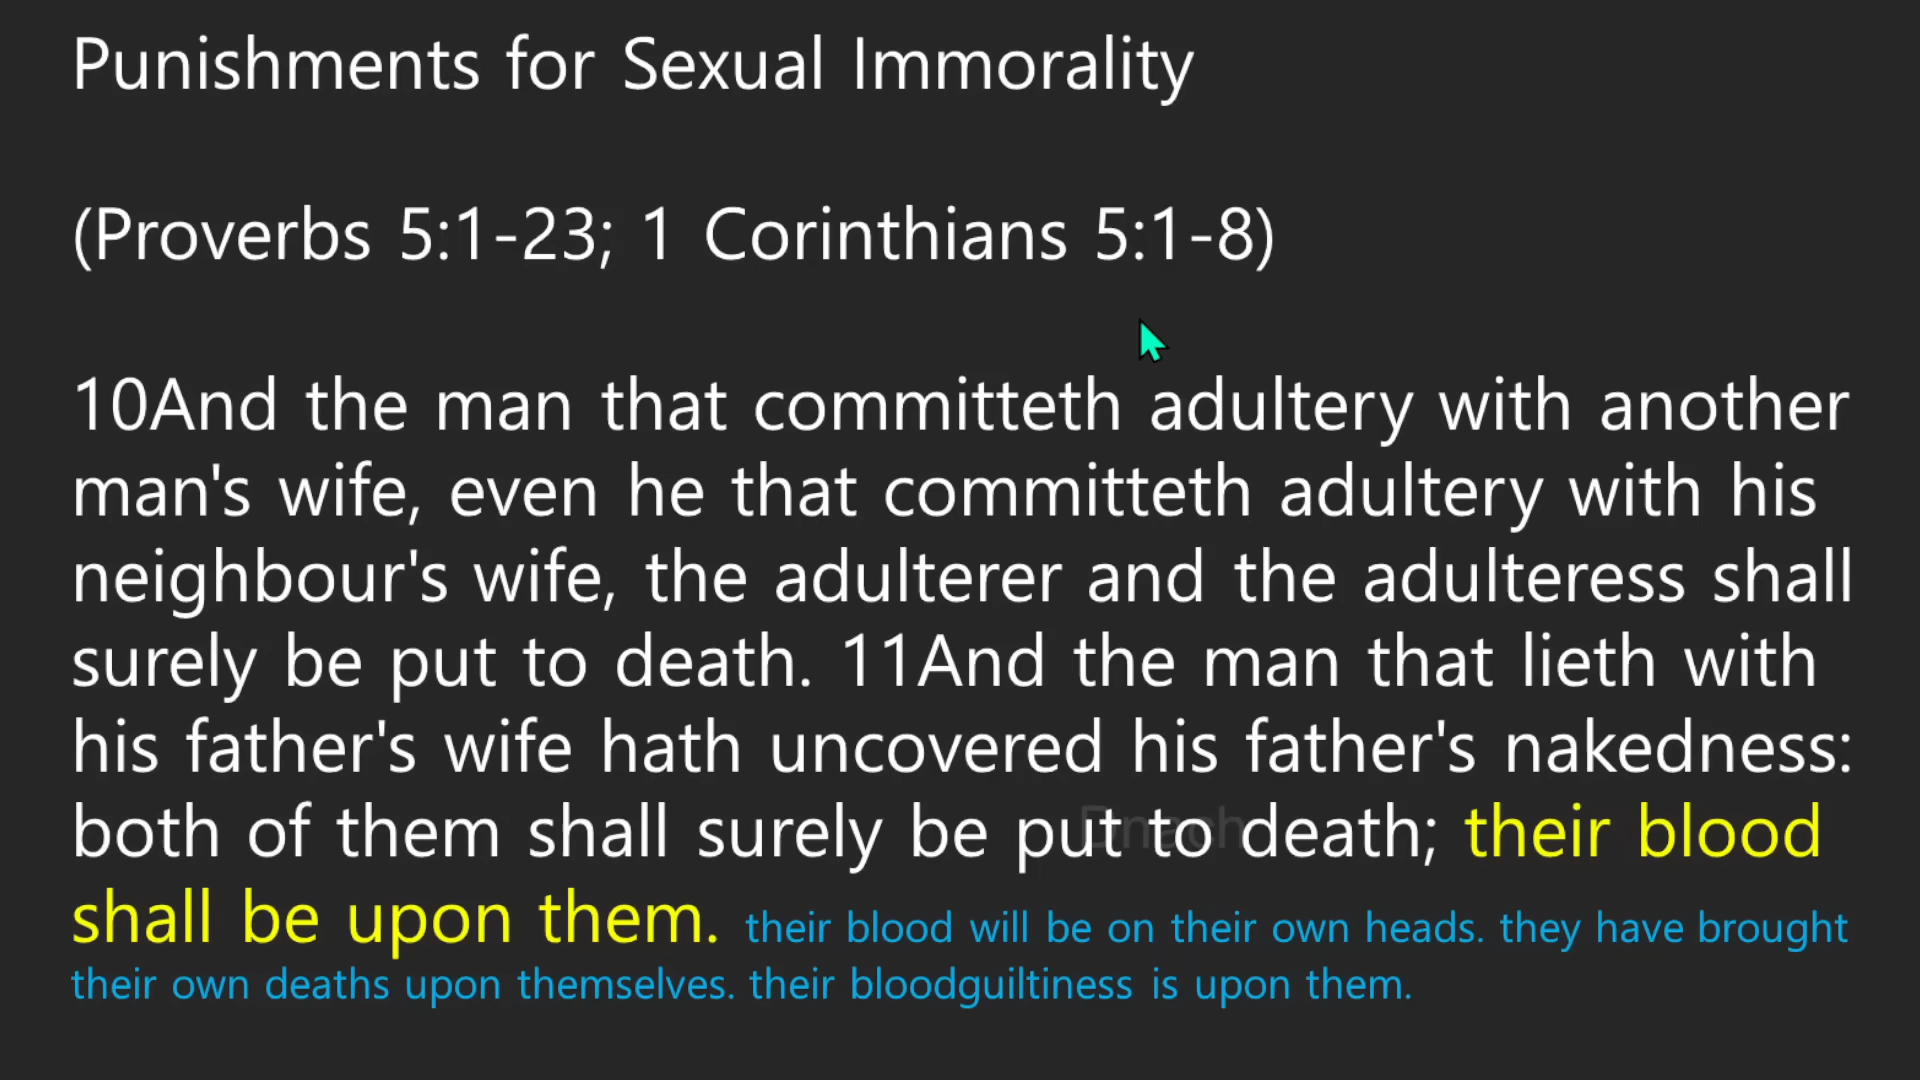 Punishments for Sexual Immorality
(Proverbs 5:1-23; 1 Corinthians 5:1-8)
10And the man that committeth adultery with another
man's wife, even he that committeth adultery with his
neighbour's wife, the adulterer and the adulteress shall
surely be put to death. 11And the man that lieth with
his father's wife hath uncovered his father's nakedness:
both of them shall surely be put to death; their blood
shall be upon them. their blood will be on their own heads. they have brought
their own deaths upon themselves. their bloodguiltiness is upon them.